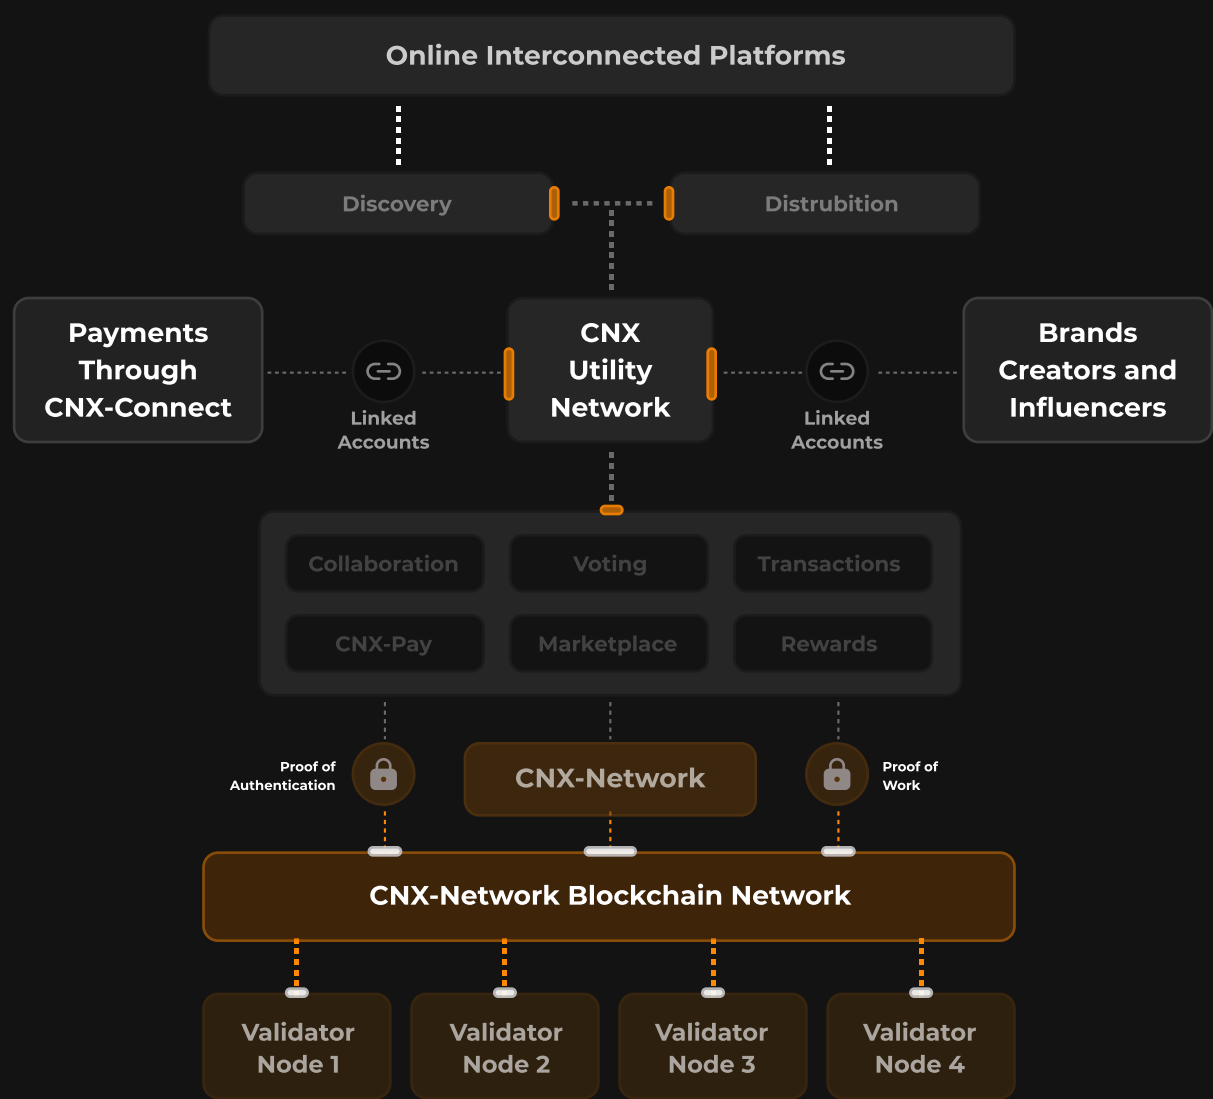 Online Interconnected Platforms
Discovery
Distrubition
Payments
Through
CNX-Connect
Linked
Accounts
CNX
Utility
Network
Linked
Accounts
Brands
Creators and
Influencers
Collaboration
Voting
Transactions
CNX-Pay
Marketplace
Rewards
Proof of
Authentication
CNX-Network
Proof of
Work
CNX-Network Blockchain Network
Validator
Node 1
Validator
Node 2
Validator
Node 3
Validator
Node 4